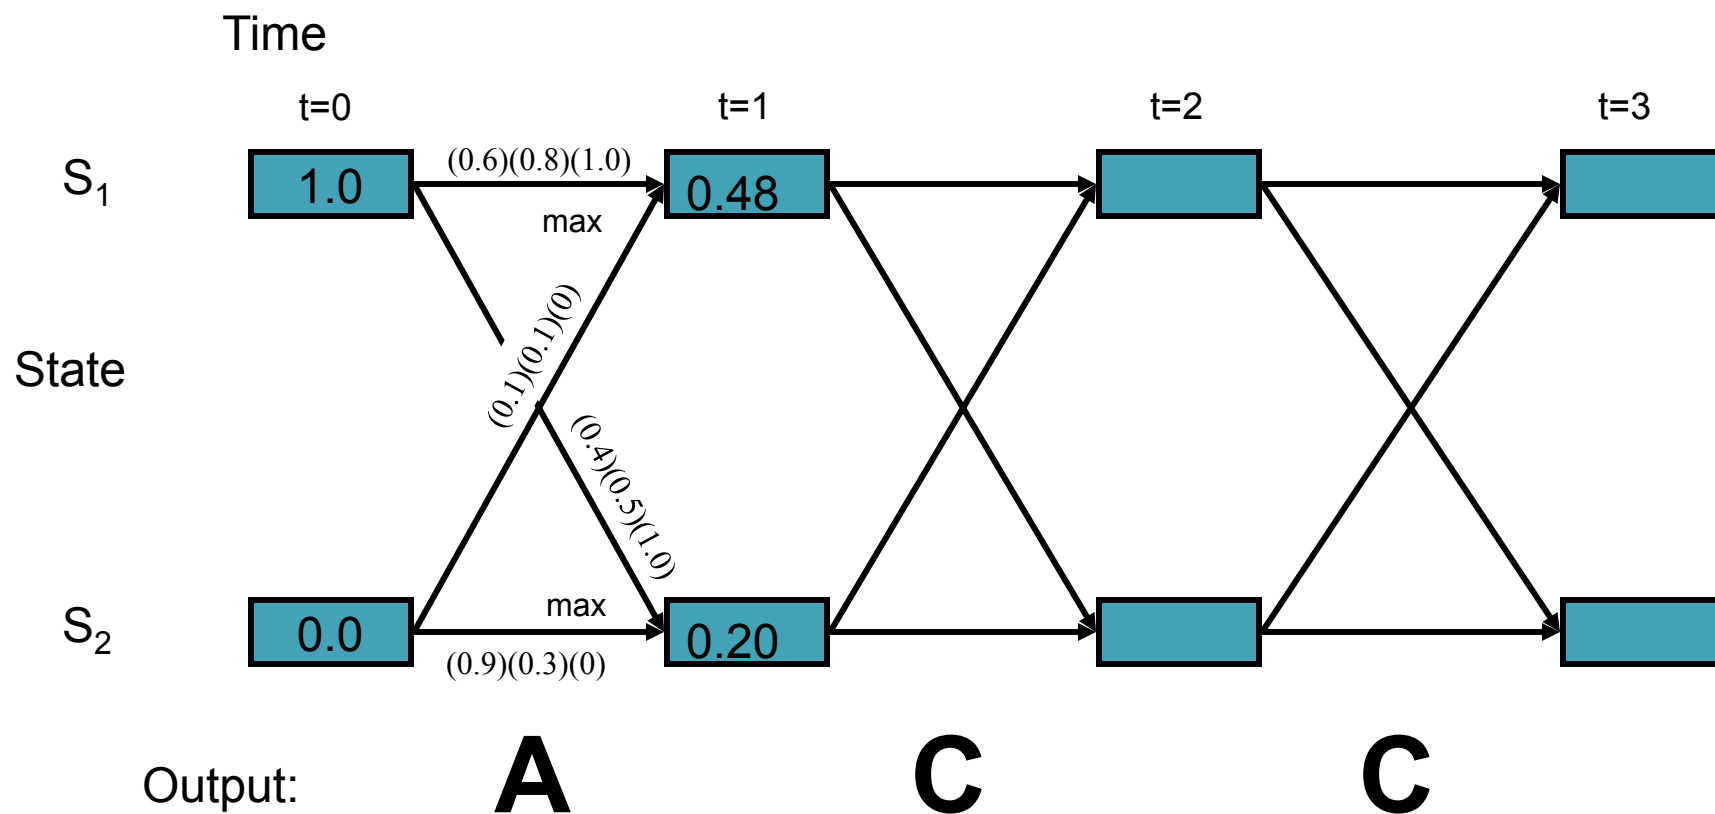 Time
t=0 t=1 t=2 t=3
(0.6)(0.8)(1.0)
S1 1.0 0.48
max
(0.1)(0.1)(0)
State
(0.4)(0.5)(1.0)
max
S2 0.0 0.20
(0.9)(0.3)(0)
Output: A C C